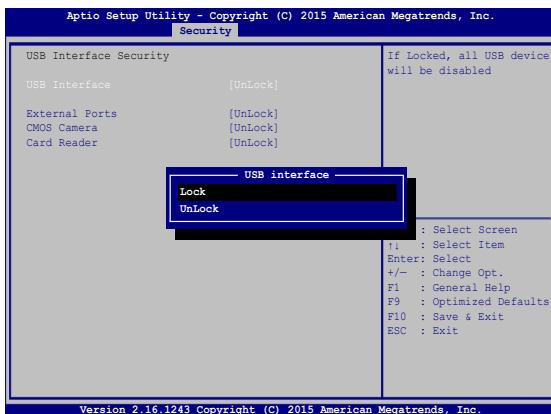 Aptio Setup Utility - Copyright (C) 2015 American Megatrends, Inc.
Security
USB Interface Security
USB Interface [UnLock]
External Ports [UnLock]
CMOS Camera [UnLock]
Card Reader [UnLock]
USB interface
Lock
UnLock
If Locked, all USB device
will be disabled
: Select Screen
↑↓ : Select Item
Enter: Select
+/— : Change Opt.
F1 : General Help
F9 : Optimized Defaults
F10 : Save & Exit
ESC : Exit
Version 2.16.1243 Copyright (C) 2015 American Megatrends, Inc.